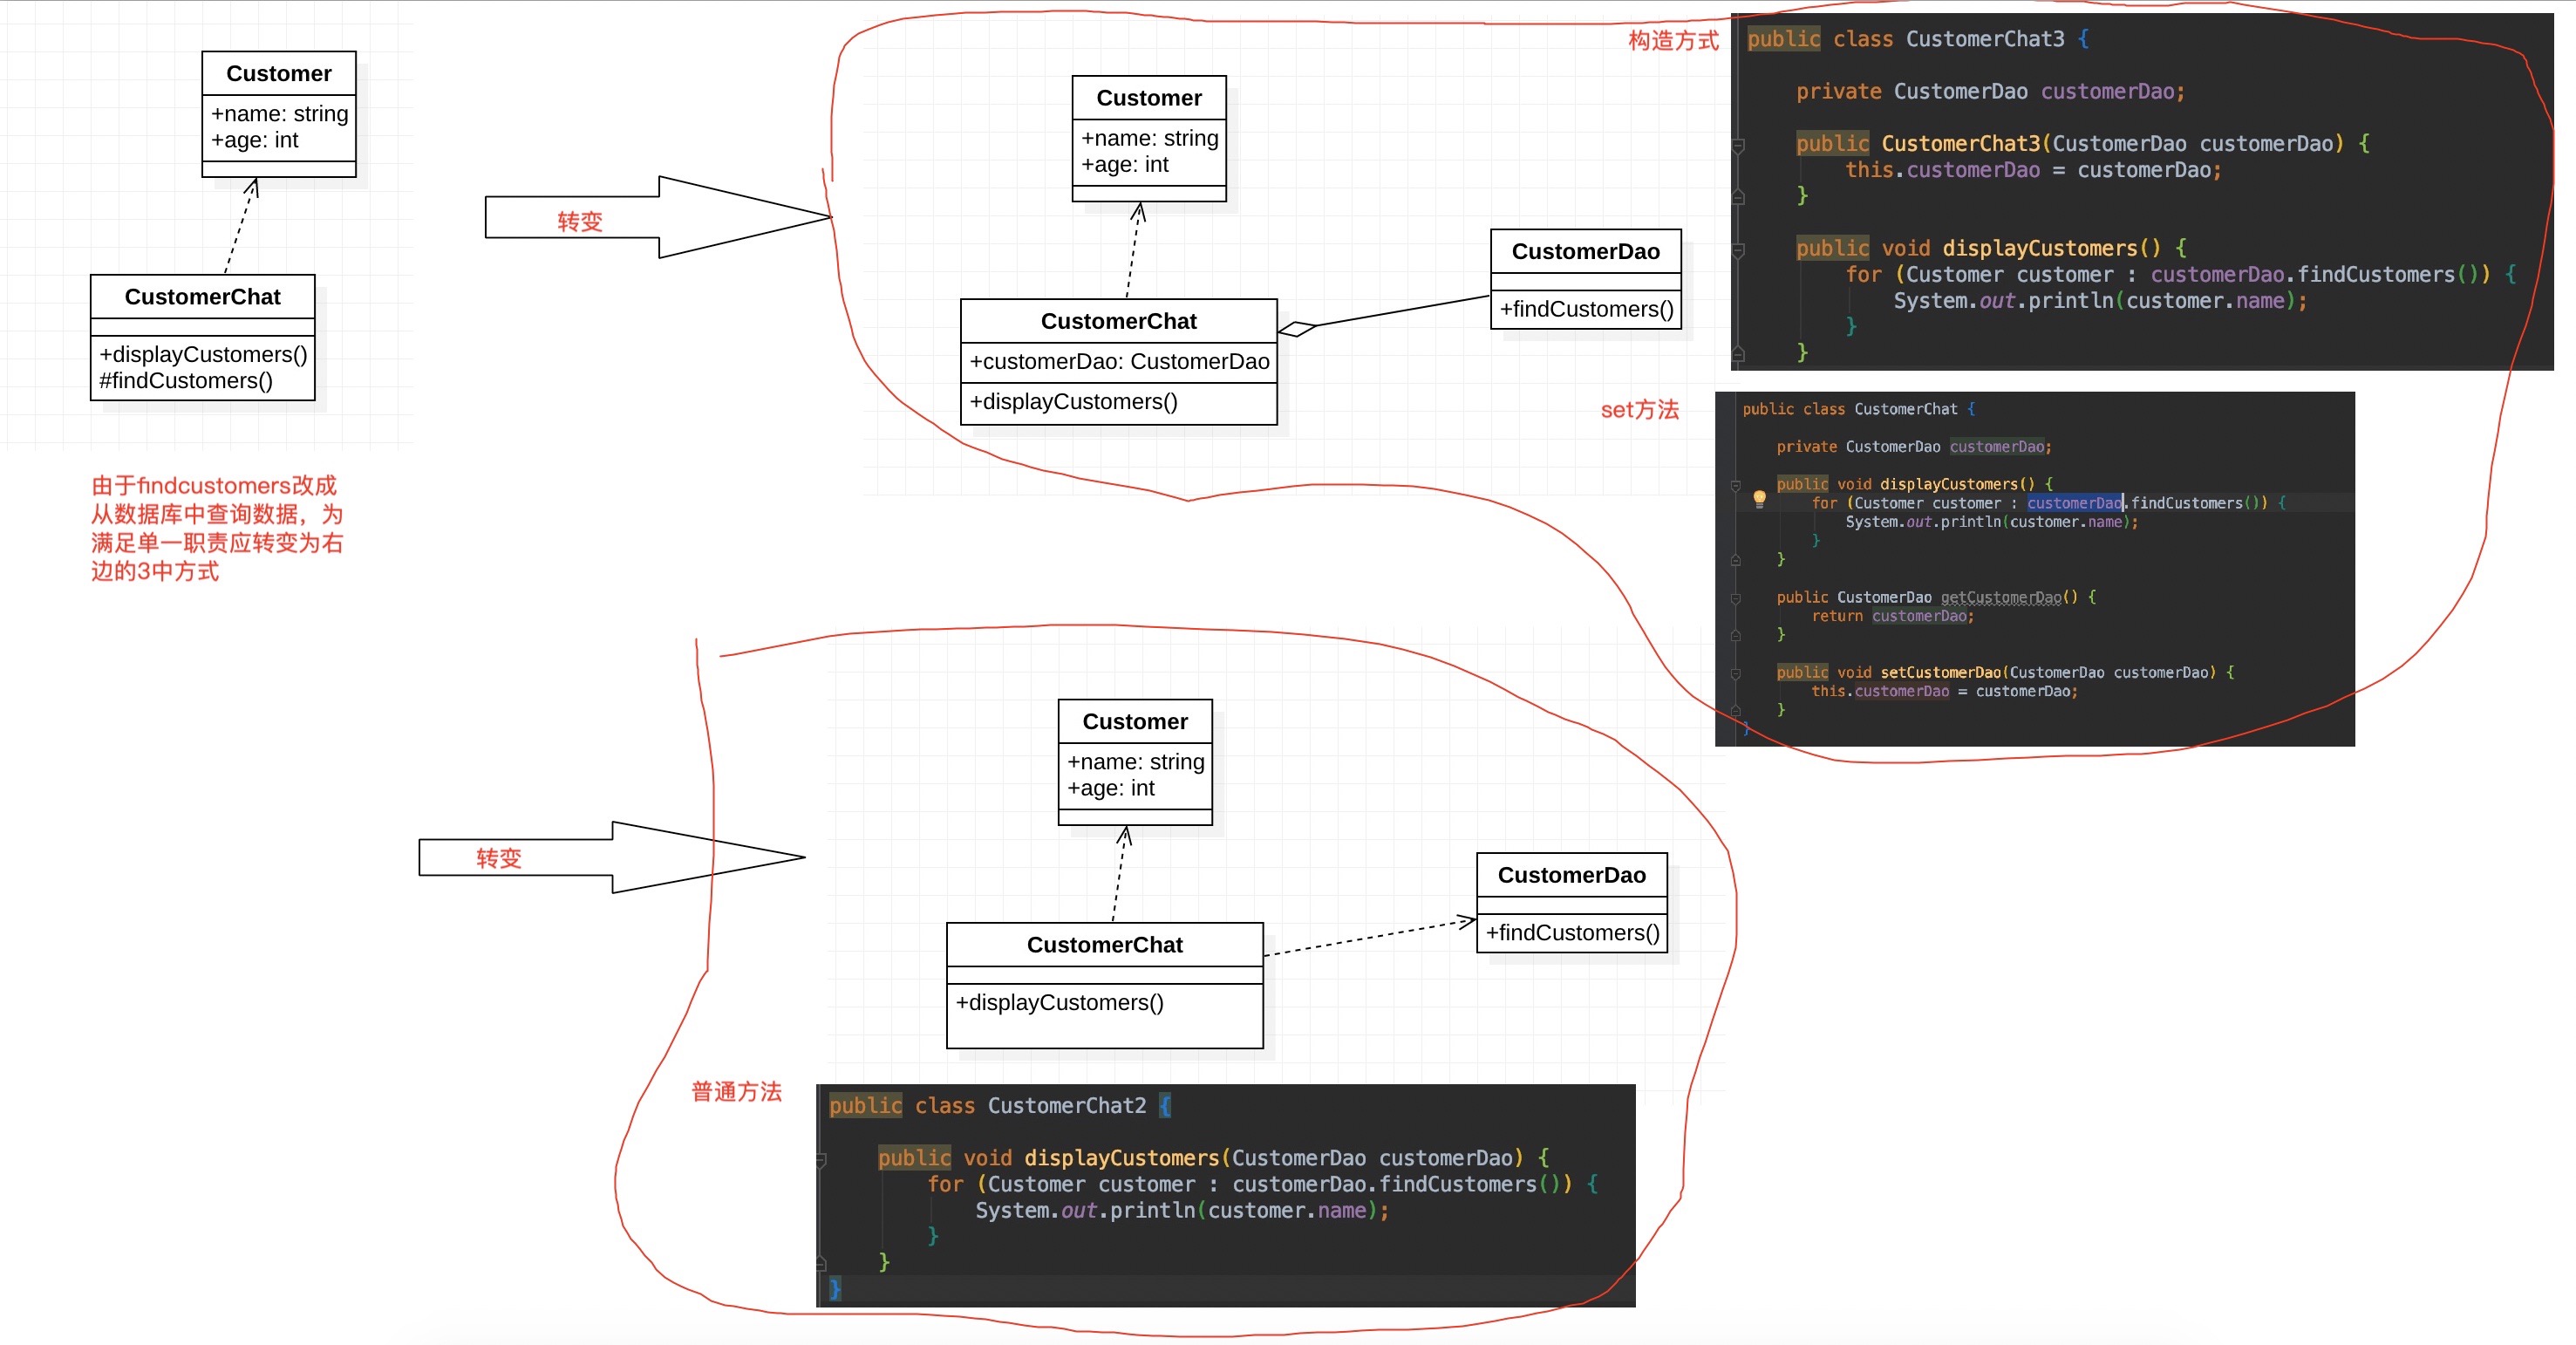 Customer
+name: string
+age: int
CustomerChat
+displayCustomers()
#findCustomers()
由于findcustomers改成
从数据库中查询数据，为
满足单一职责应转变为右
边的3中方式
转变
Customer
+name: string
+age: int
CustomerChat
+customerDao: CustomerDao
+displayCustomers()
CustomerDao
+findCustomers()
构造方式
public class CustomerChat3 {
private CustomerDao customerDao;
public CustomerChat3(CustomerDao customerDao) {
this.customerDao = customerDao;
}
public void displayCustomers() {
for (Customer customer : customerDao.findCustomers()) {
System.out.println(customer.name);
}
}
set方法
public class CustomerChat {
private CustomerDao customerDao;
public void displayCustomers() {
for (Customer customer : customerDao.findCustomers()) {
System.out.println(customer.name);
}
}
public CustomerDao getCustomerDao() {
return customerDao;
}
public void setCustomerDao(CustomerDao customerDao) {
this.customerDao = customerDao;
}
}
转变
Customer
+name: string
+age: int
CustomerChat
+displayCustomers()
CustomerDao
+findCustomers()
普通方法
public class CustomerChat2 {
public void displayCustomers(CustomerDao customerDao) {
for (Customer customer : customerDao.findCustomers()) {
System.out.println(customer.name);
}
}
}